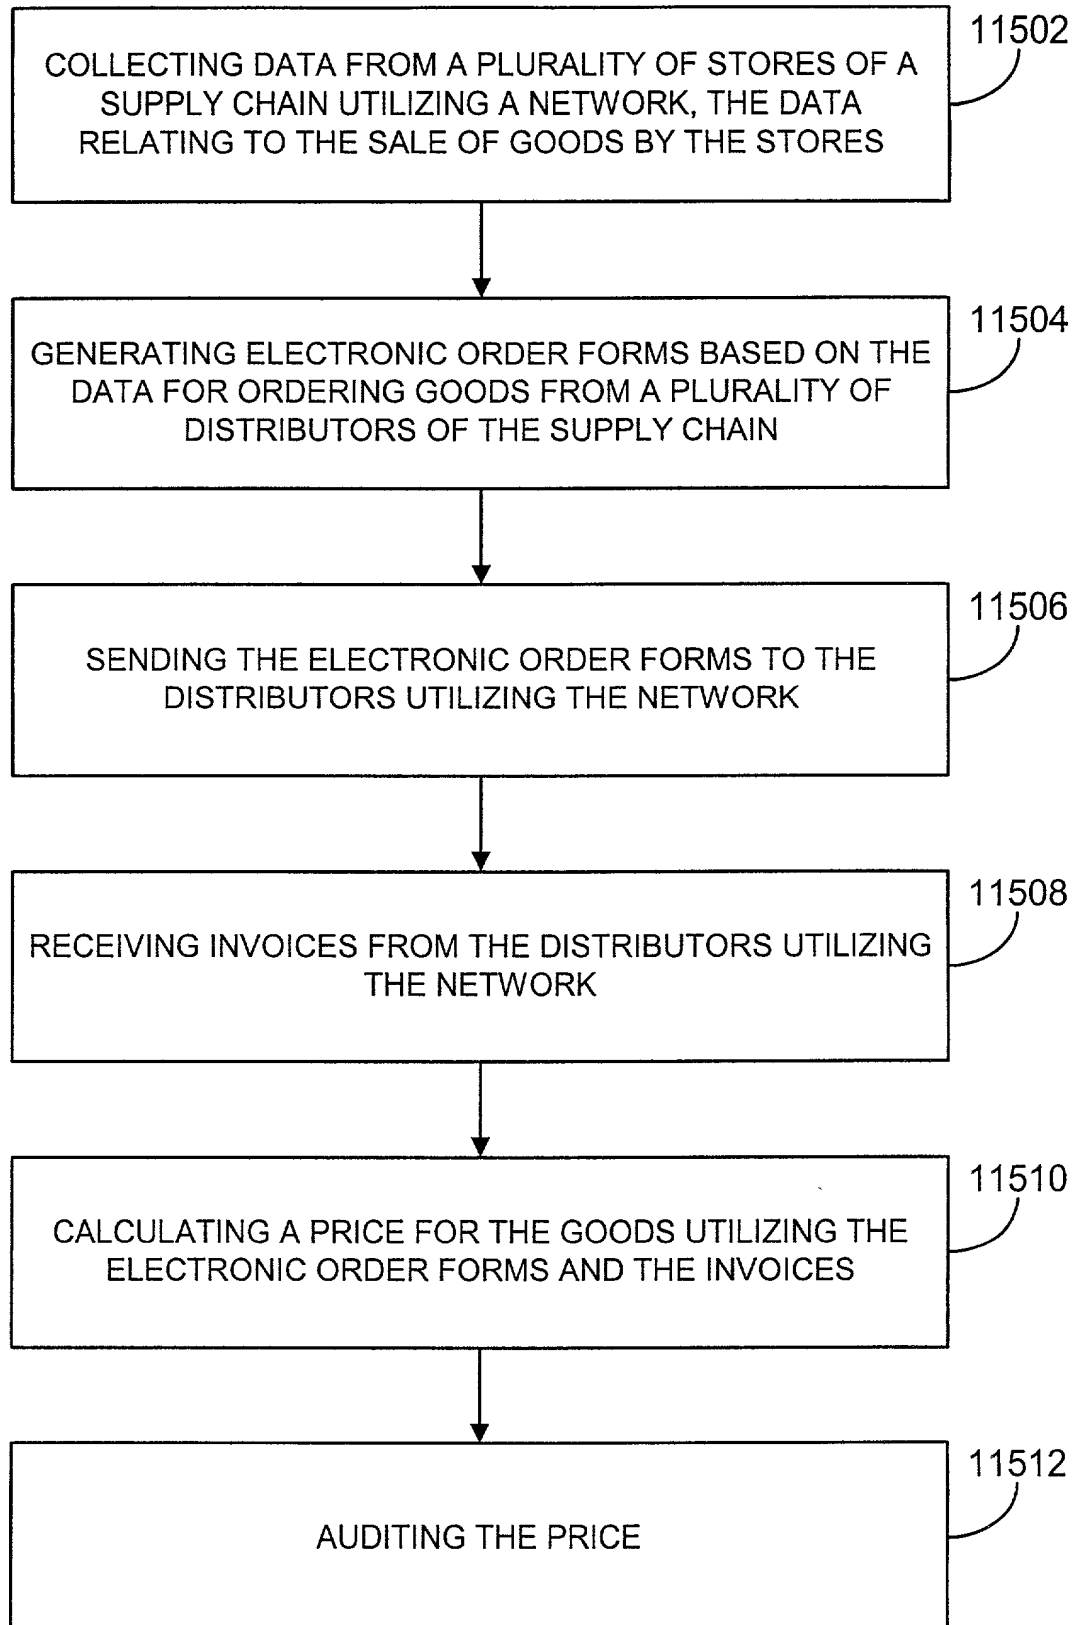 11502
COLLECTING DATA FROM A PLURALITY OF STORES OF A
SUPPLY CHAIN UTILIZING A NETWORK, THE DATA
RELATING TO THE SALE OF GOODS BY THE STORES
11504
GENERATING ELECTRONIC ORDER FORMS BASED ON THE
DATA FOR ORDERING GOODS FROM A PLURALITY OF
DISTRIBUTORS OF THE SUPPLY CHAIN
11506
SENDING THE ELECTRONIC ORDER FORMS TO THE
DISTRIBUTORS UTILIZING THE NETWORK
11508
RECEIVING INVOICES FROM THE DISTRIBUTORS UTILIZING
THE NETWORK
11510
CALCULATING A PRICE FOR THE GOODS UTILIZING THE
ELECTRONIC ORDER FORMS AND THE INVOICES
11512
AUDITING THE PRICE